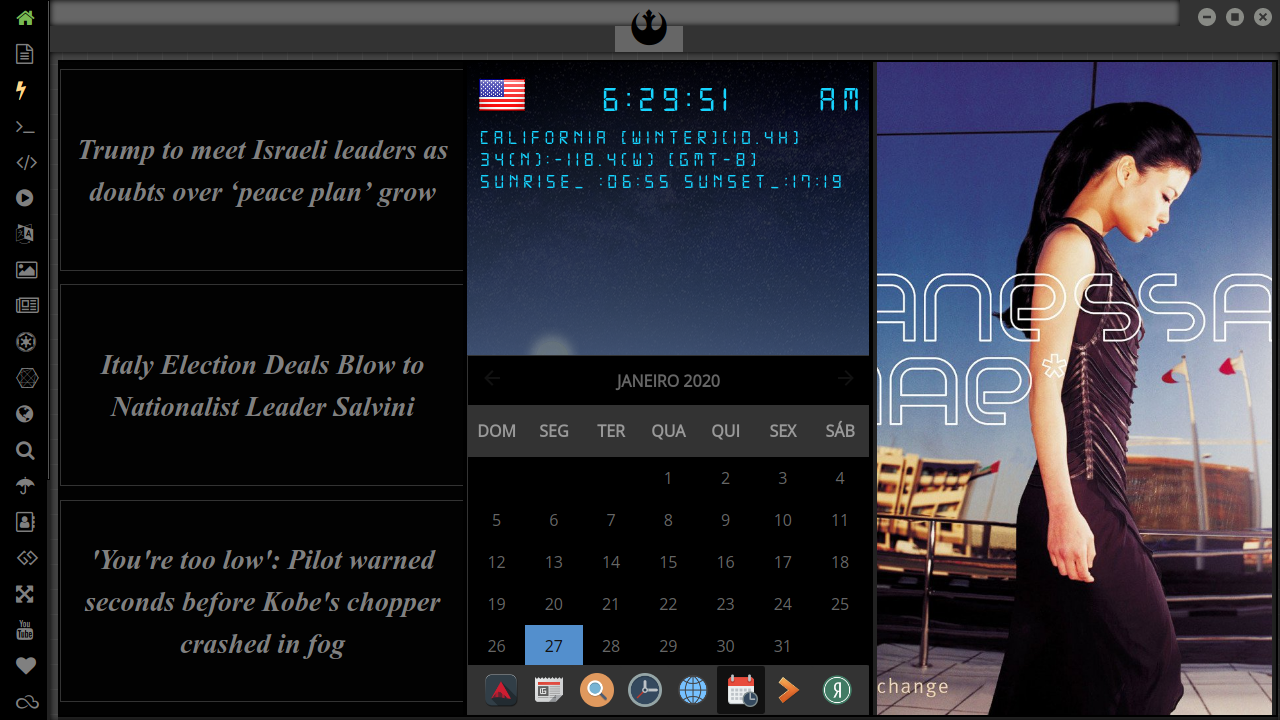 Trump to meet Israeli leaders as
doubts over ‘peace plan’ grow
Italy Election Deals Blow to
Nationalist Leader Salvini
'You're too low': Pilot warned
seconds before Kobe's chopper
crashed in fog
6:29:51 AM
CALIFORNIA (WINTER)(10.4H)
34(N):-118.4(W) (GMT-8)
SUNRISE_ :06:55 SUNSET_:17:19
JANEIRO 2020
DOM SEG TER QUA QUI SEX SÁB
1 2 3 4
5 6 7 8 9 10 11
12 13 14 15 16 17 18
19 20 21 22 23 24 25
26 27 28 29 30 31
ANESSA
MAE*
change
You
Tube